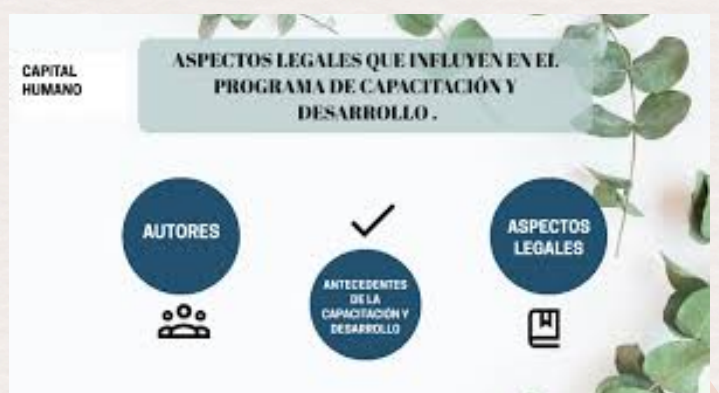 CAPITAL
HUMANO
ASPECTOS LEGALES QUE INFLUYEN EN EL
PROGRAMA DE CAPACITACIÓN Y
DESARROLLO .
AUTORES
ANTECEDENTES
DE LA
CAPACITACIÓN Y
DESARROLLO
ASPECTOS
LEGALES